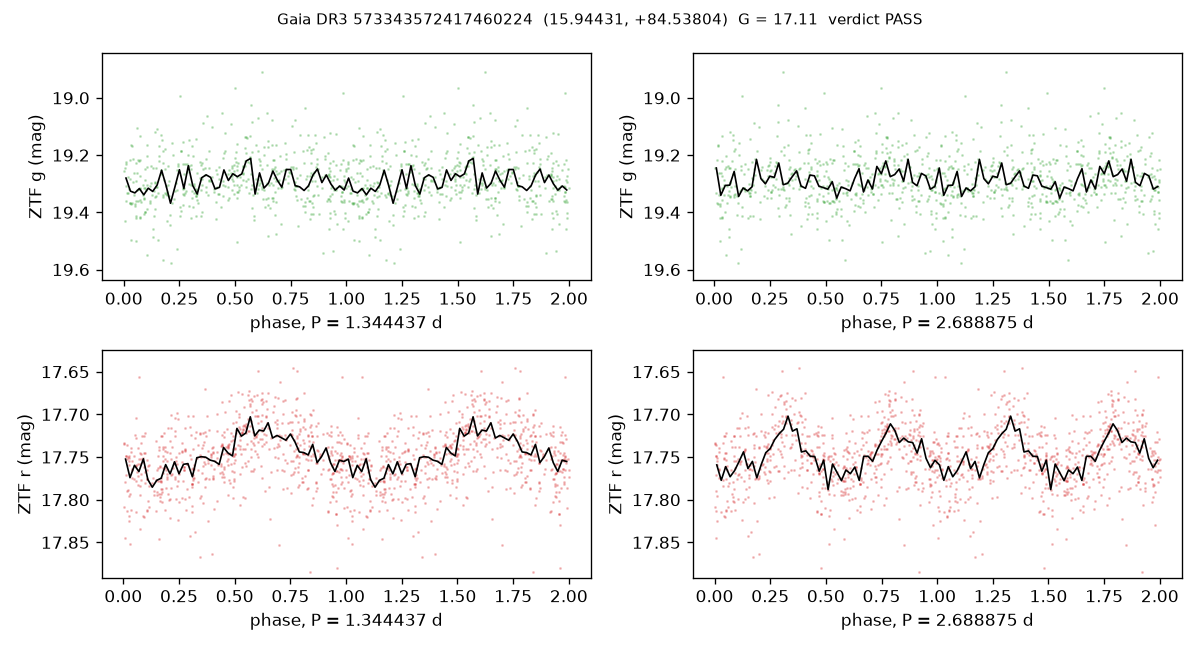 Gaia DR3 573343572417460224 (15.94431, +84.53804) G = 17.11 verdict PASS
ZTF g (mag)
19.0
19.2
19.4
19.6
0.00 0.25 0.50 0.75 1.00 1.25 1.50 1.75 2.00
phase, P = 1.344437 d
ZTF g (mag)
19.0
19.2
19.4
19.6
0.00 0.25 0.50 0.75 1.00 1.25 1.50 1.75 2.00
phase, P = 2.688875 d
ZTF r (mag)
17.65
17.70
17.75
17.80
17.85
0.00 0.25 0.50 0.75 1.00 1.25 1.50 1.75 2.00
phase, P = 1.344437 d
ZTF r (mag)
17.65
17.70
17.75
17.80
17.85
0.00 0.25 0.50 0.75 1.00 1.25 1.50 1.75 2.00
phase, P = 2.688875 d